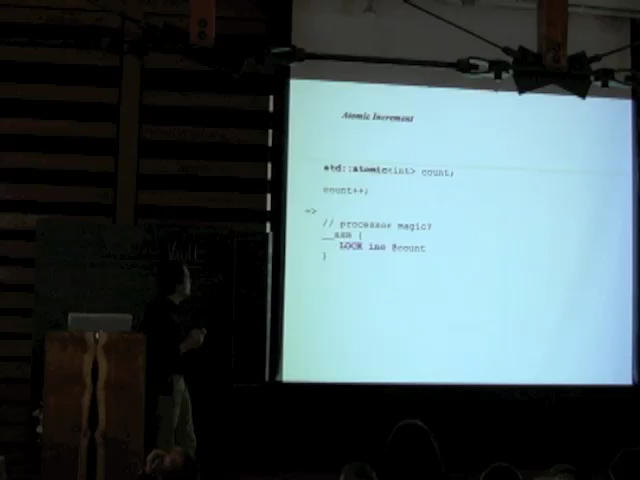 Atomic Increment
std::atomic<int> count;
count++;
=>
// processor magic?
__asm {
LOCK inc @count
}